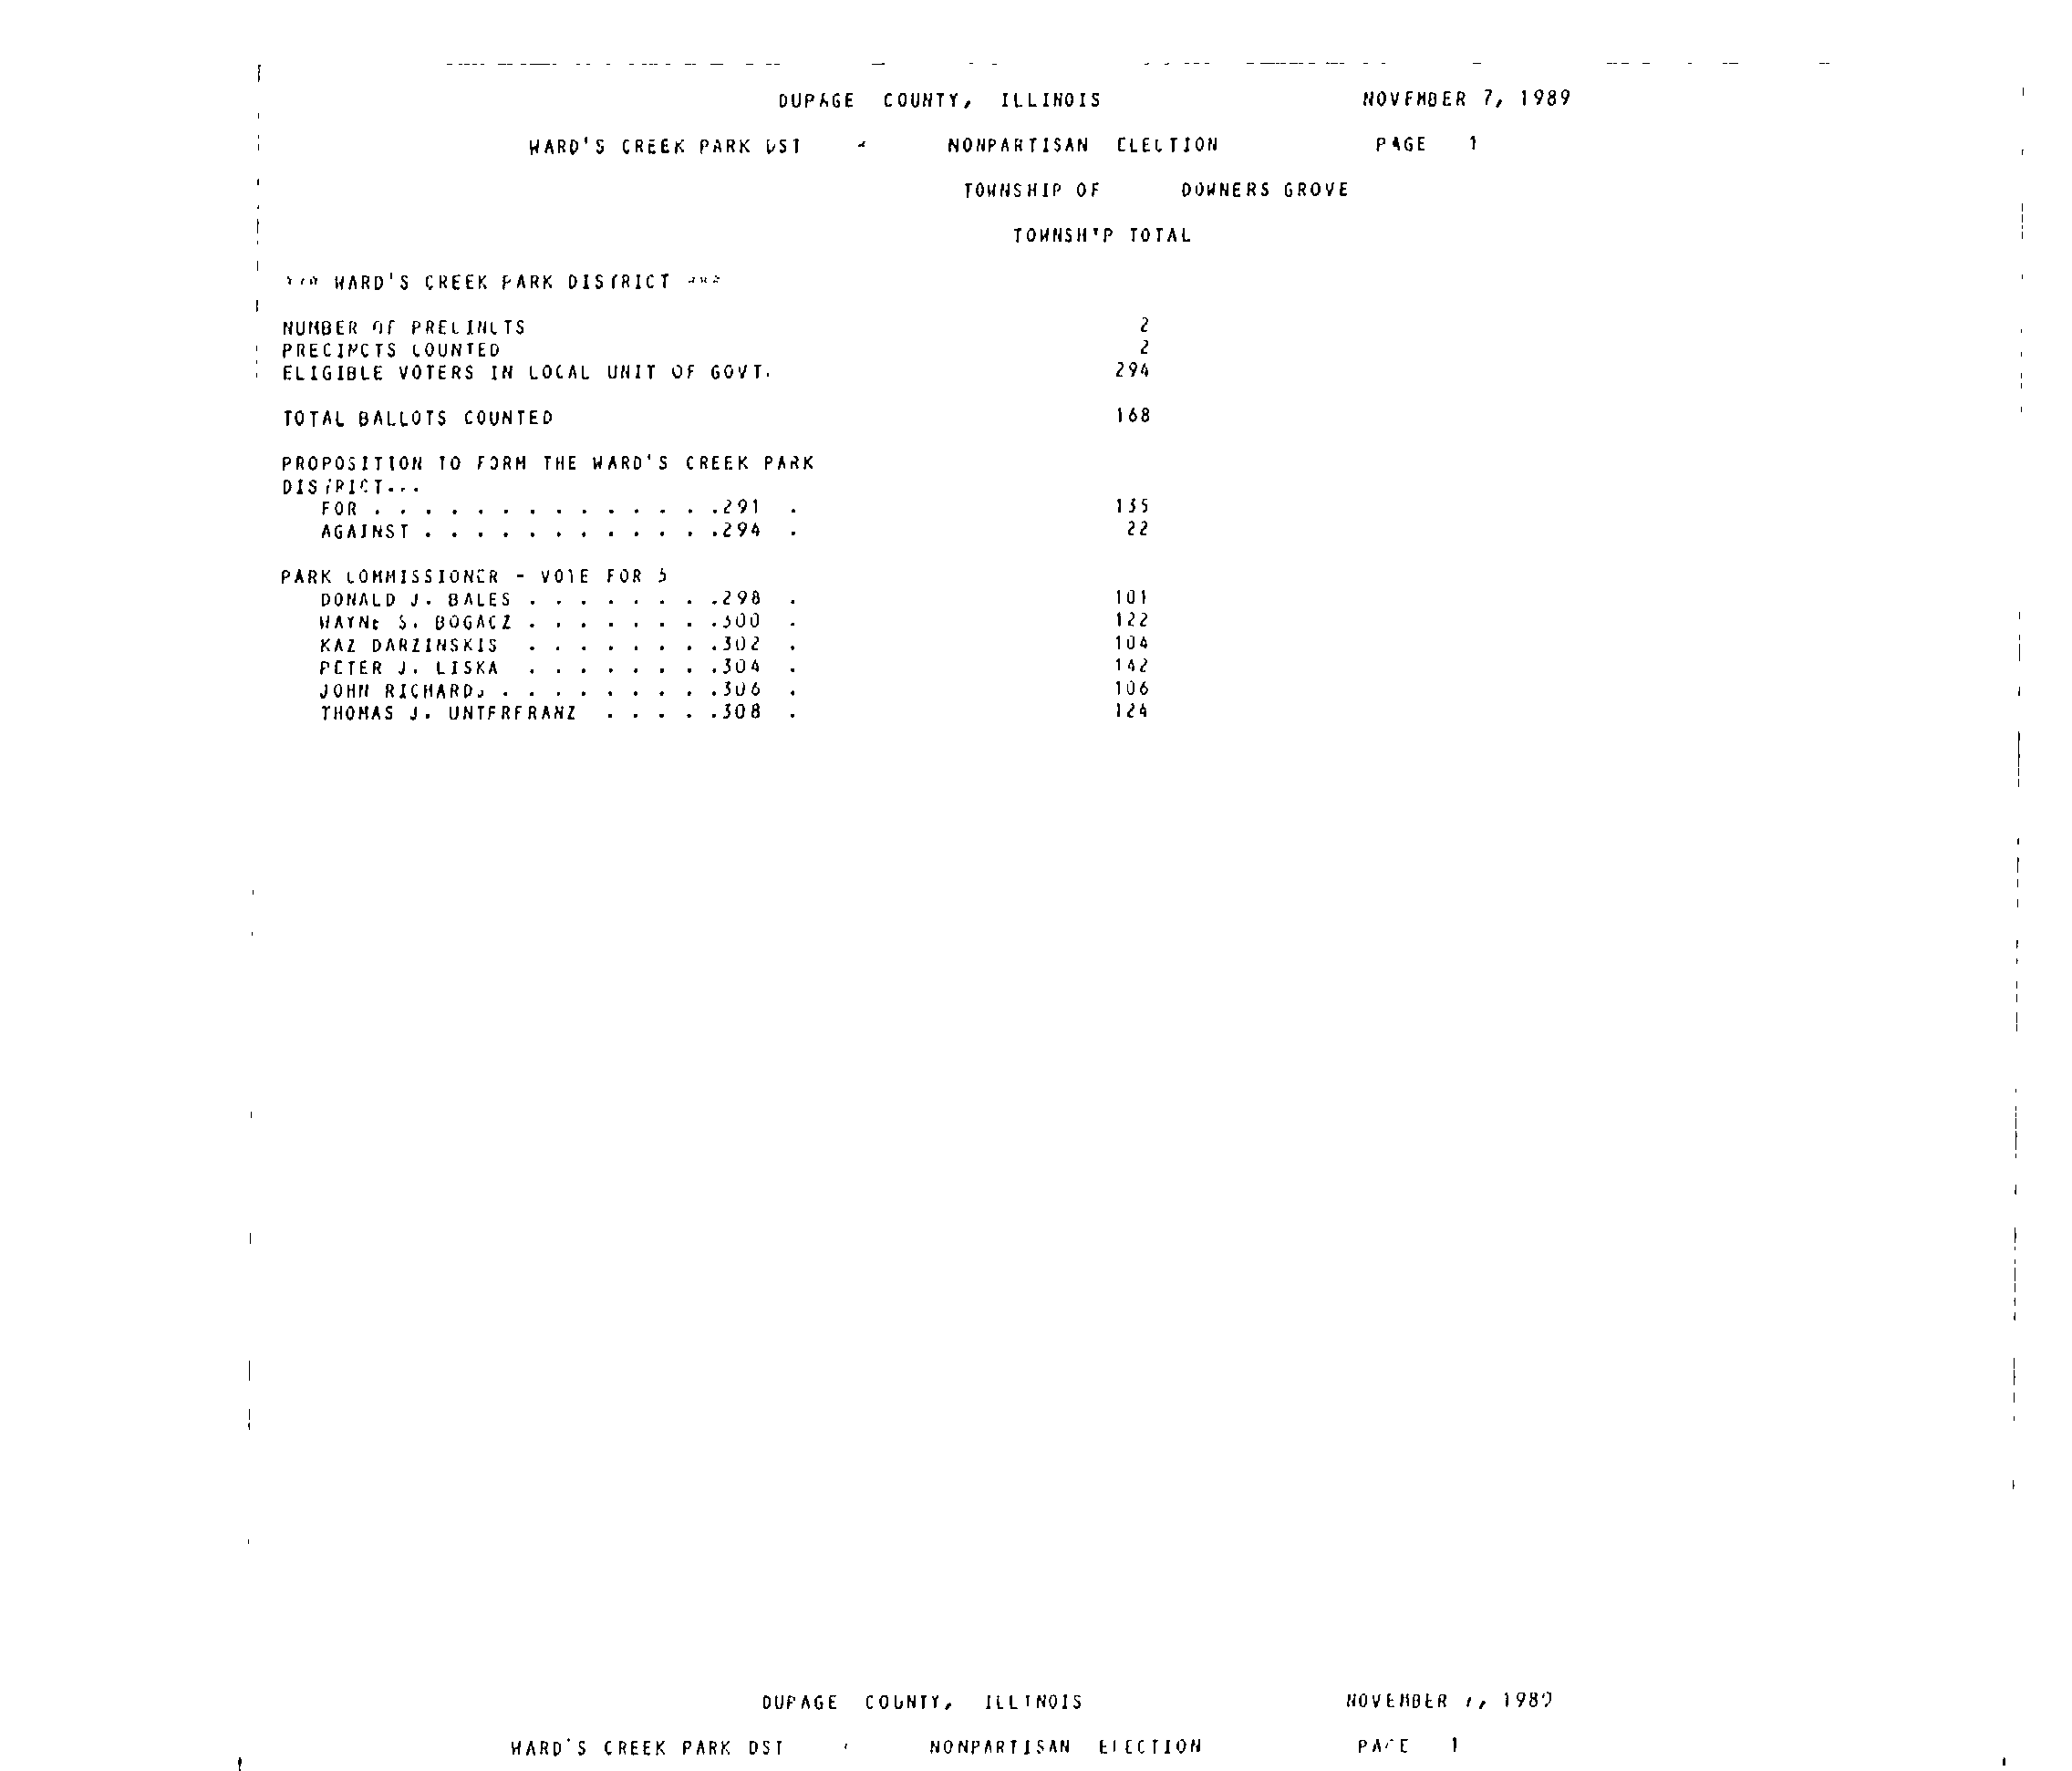 DUPAGE COUNTY, ILLINOIS NOVEMBER 7, 1989
WARD'S CREEK PARK DST * NONPARTISAN ELECTION PAGE 1
TOWNSHIP OF DOWNERS GROVE
TOWNSHIP TOTAL
*** WARD'S CREEK PARK DISTRICT ***
NUMBER OF PRECINCTS 2
PRECINCTS COUNTED 2
ELIGIBLE VOTERS IN LOCAL UNIT OF GOVT. 294
TOTAL BALLOTS COUNTED 168
PROPOSITION TO FORM THE WARD'S CREEK PARK
DISTRICT...
FOR . . . . . . . . . . . . . .291 . 135
AGAINST . . . . . . . . . . . .294 . 22
PARK COMMISSIONER - VOTE FOR 5
DONALD J. BALES . . . . . . . .298 . 101
WAYNE S. BOGACZ . . . . . . . .300 . 122
KAZ DARZINSKIS . . . . . . . .302 . 104
PETER J. LISKA . . . . . . . .304 . 142
JOHN RICHARDS . . . . . . . . .306 . 106
THOMAS J. UNTERFRANZ . . . . .308 . 124
DUPAGE COUNTY, ILLINOIS NOVEMBER 7, 1989
WARD'S CREEK PARK DST * NONPARTISAN ELECTION PAGE 1